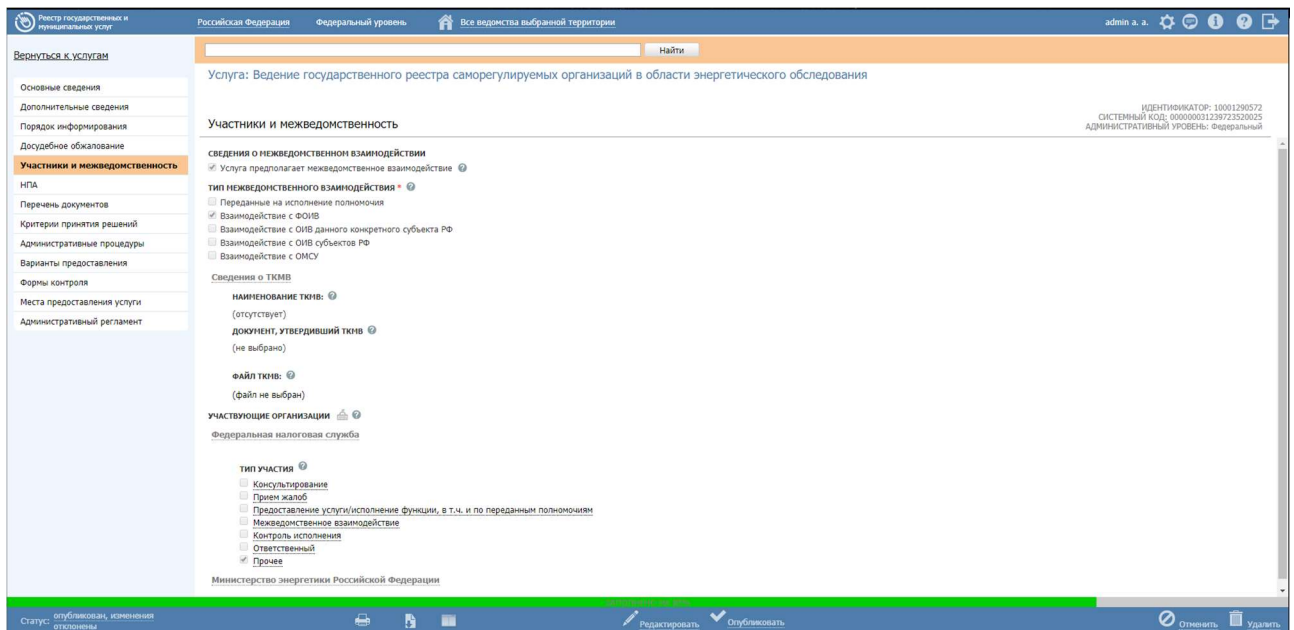 Реестр государственных и
муниципальных услуг
Российская Федерация
Федеральный уровень
Все ведомства выбранной территории
admin a. a.
Вернуться к услугам
Найти
Услуга: Ведение государственного реестра саморегулируемых организаций в области энергетического обследования
ИДЕНТИФИКАТОР: 10001290572
СИСТЕМНЫЙ КОД: 000000031239723520025
АДМИНИСТРАТИВНЫЙ УРОВЕНЬ: Федеральный
Основные сведения
Дополнительные сведения
Порядок информирования
Досудебное обжалование
Участники и межведомственность
НПА
Перечень документов
Критерии принятия решений
Административные процедуры
Варианты предоставления
Формы контроля
Места предоставления услуги
Административный регламент
Участники и межведомственность
СВЕДЕНИЯ О МЕЖВЕДОМСТВЕННОМ ВЗАИМОДЕЙСТВИИ
Услуга предполагает межведомственное взаимодействие
ТИП МЕЖВЕДОМСТВЕННОГО ВЗАИМОДЕЙСТВИЯ *
Переданные на исполнение полномочия
Взаимодействие с ФОИВ
Взаимодействие с ОИВ данного конкретного субъекта РФ
Взаимодействие с ОИВ субъектов РФ
Взаимодействие с ОМСУ
Сведения о ТКМВ
НАИМЕНОВАНИЕ ТКМВ:
(отсутствует)
ДОКУМЕНТ, УТВЕРДИВШИЙ ТКМВ
(не выбрано)
ФАЙЛ ТКМВ:
(файл не выбран)
УЧАСТВУЮЩИЕ ОРГАНИЗАЦИИ
Федеральная налоговая служба
ТИП УЧАСТИЯ
Консультирование
Прием жалоб
Предоставление услуги/исполнение функции, в т.ч. и по переданным полномочиям
Межведомственное взаимодействие
Контроль исполнения
Ответственный
Прочее
Министерство энергетики Российской Федерации
Статус: опубликован, изменения
отклонены
Редактировать
Опубликовать
Отменить
Удалить